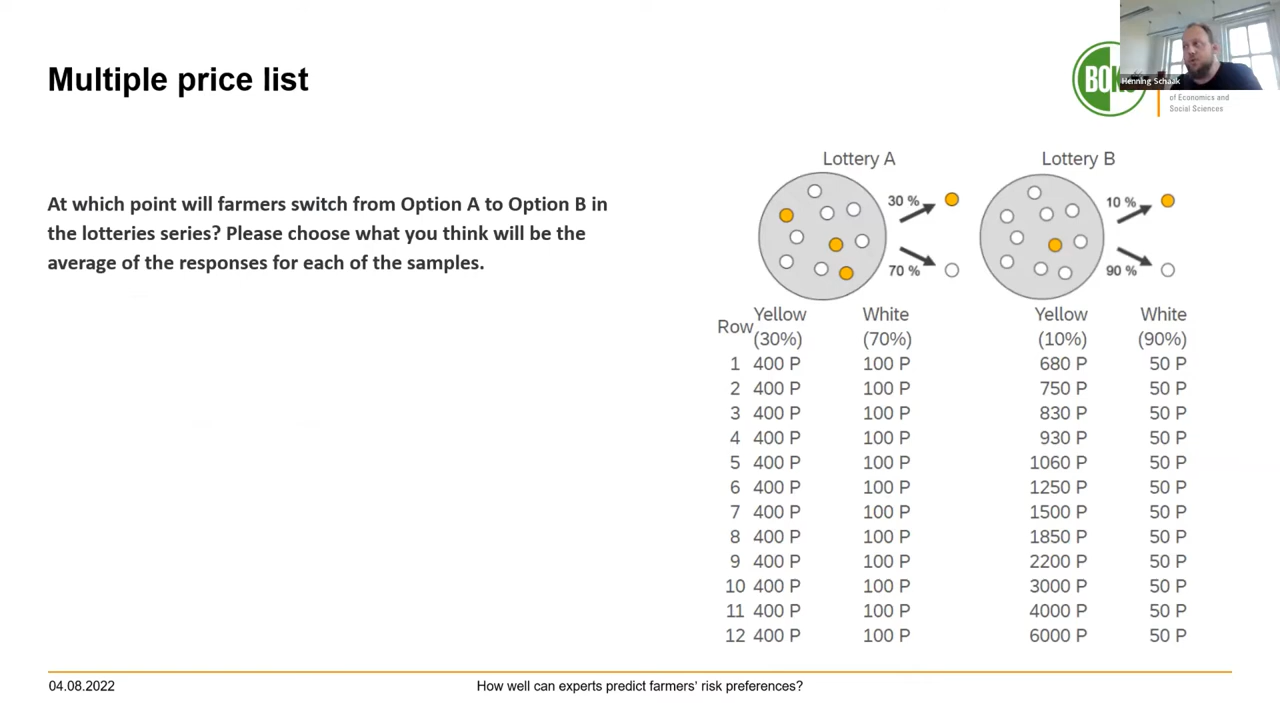 Multiple price list
BOK
Henning Schaak
of Economics and
Social Sciences
At which point will farmers switch from Option A to Option B in
the lotteries series? Please choose what you think will be the
average of the responses for each of the samples.
Lottery A Lottery B
30 % 10 %
70 % 90 %
Row Yellow (30%) White (70%) Yellow (10%) White (90%)
1 400 P 100 P 680 P 50 P
2 400 P 100 P 750 P 50 P
3 400 P 100 P 830 P 50 P
4 400 P 100 P 930 P 50 P
5 400 P 100 P 1060 P 50 P
6 400 P 100 P 1250 P 50 P
7 400 P 100 P 1500 P 50 P
8 400 P 100 P 1850 P 50 P
9 400 P 100 P 2200 P 50 P
10 400 P 100 P 3000 P 50 P
11 400 P 100 P 4000 P 50 P
12 400 P 100 P 6000 P 50 P
04.08.2022 How well can experts predict farmers' risk preferences?